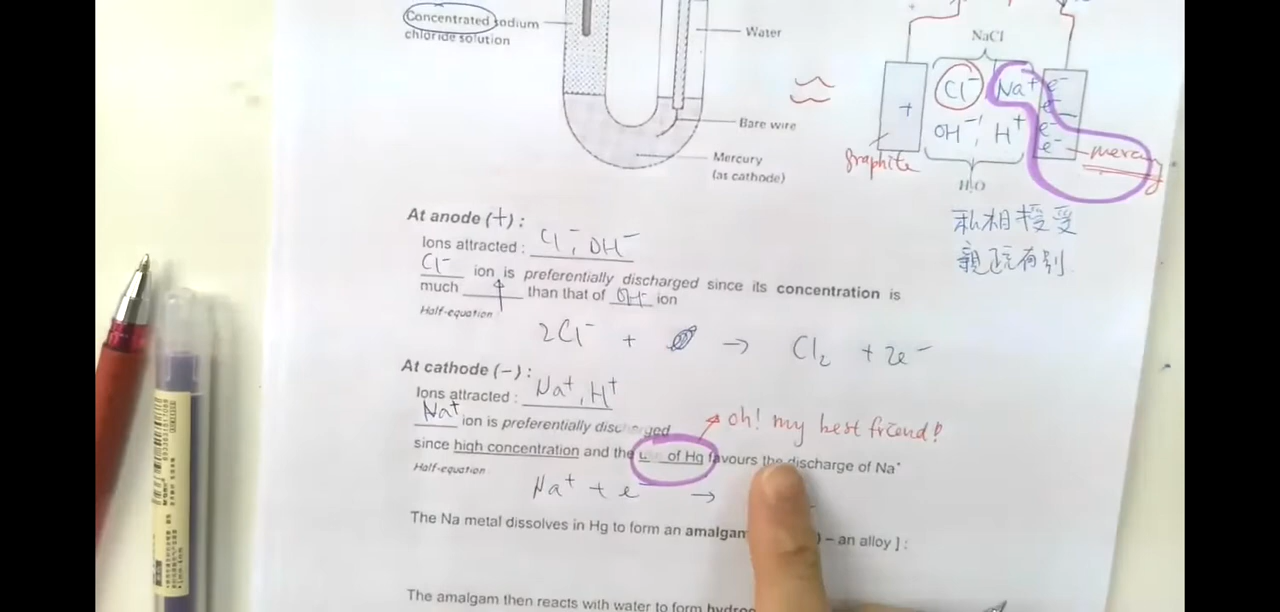 Concentrated sodium
chloride solution
Water
Bare wire
Mercury
(as cathode)
NaCl
Cl⁻ Na⁺ e⁻
e⁻
+
OH⁻, H⁺ e⁻
e⁻
graphite
mercury
H₂O
私相授受
親疏有別
At anode (+) :
Ions attracted : Cl⁻, OH⁻
Cl⁻ ion is preferentially discharged since its concentration is
much ↑ than that of OH⁻ ion
Half-equation
2Cl⁻ + → Cl₂ + 2e⁻
At cathode (−) :
Ions attracted : Na⁺, H⁺
Na⁺ ion is preferentially discharged
oh! my best friend!
since high concentration and the use of Hg favours the discharge of Na⁺
Half-equation
Na⁺ + e →
The Na metal dissolves in Hg to form an amalgam – an alloy ] :
The amalgam then reacts with water to form